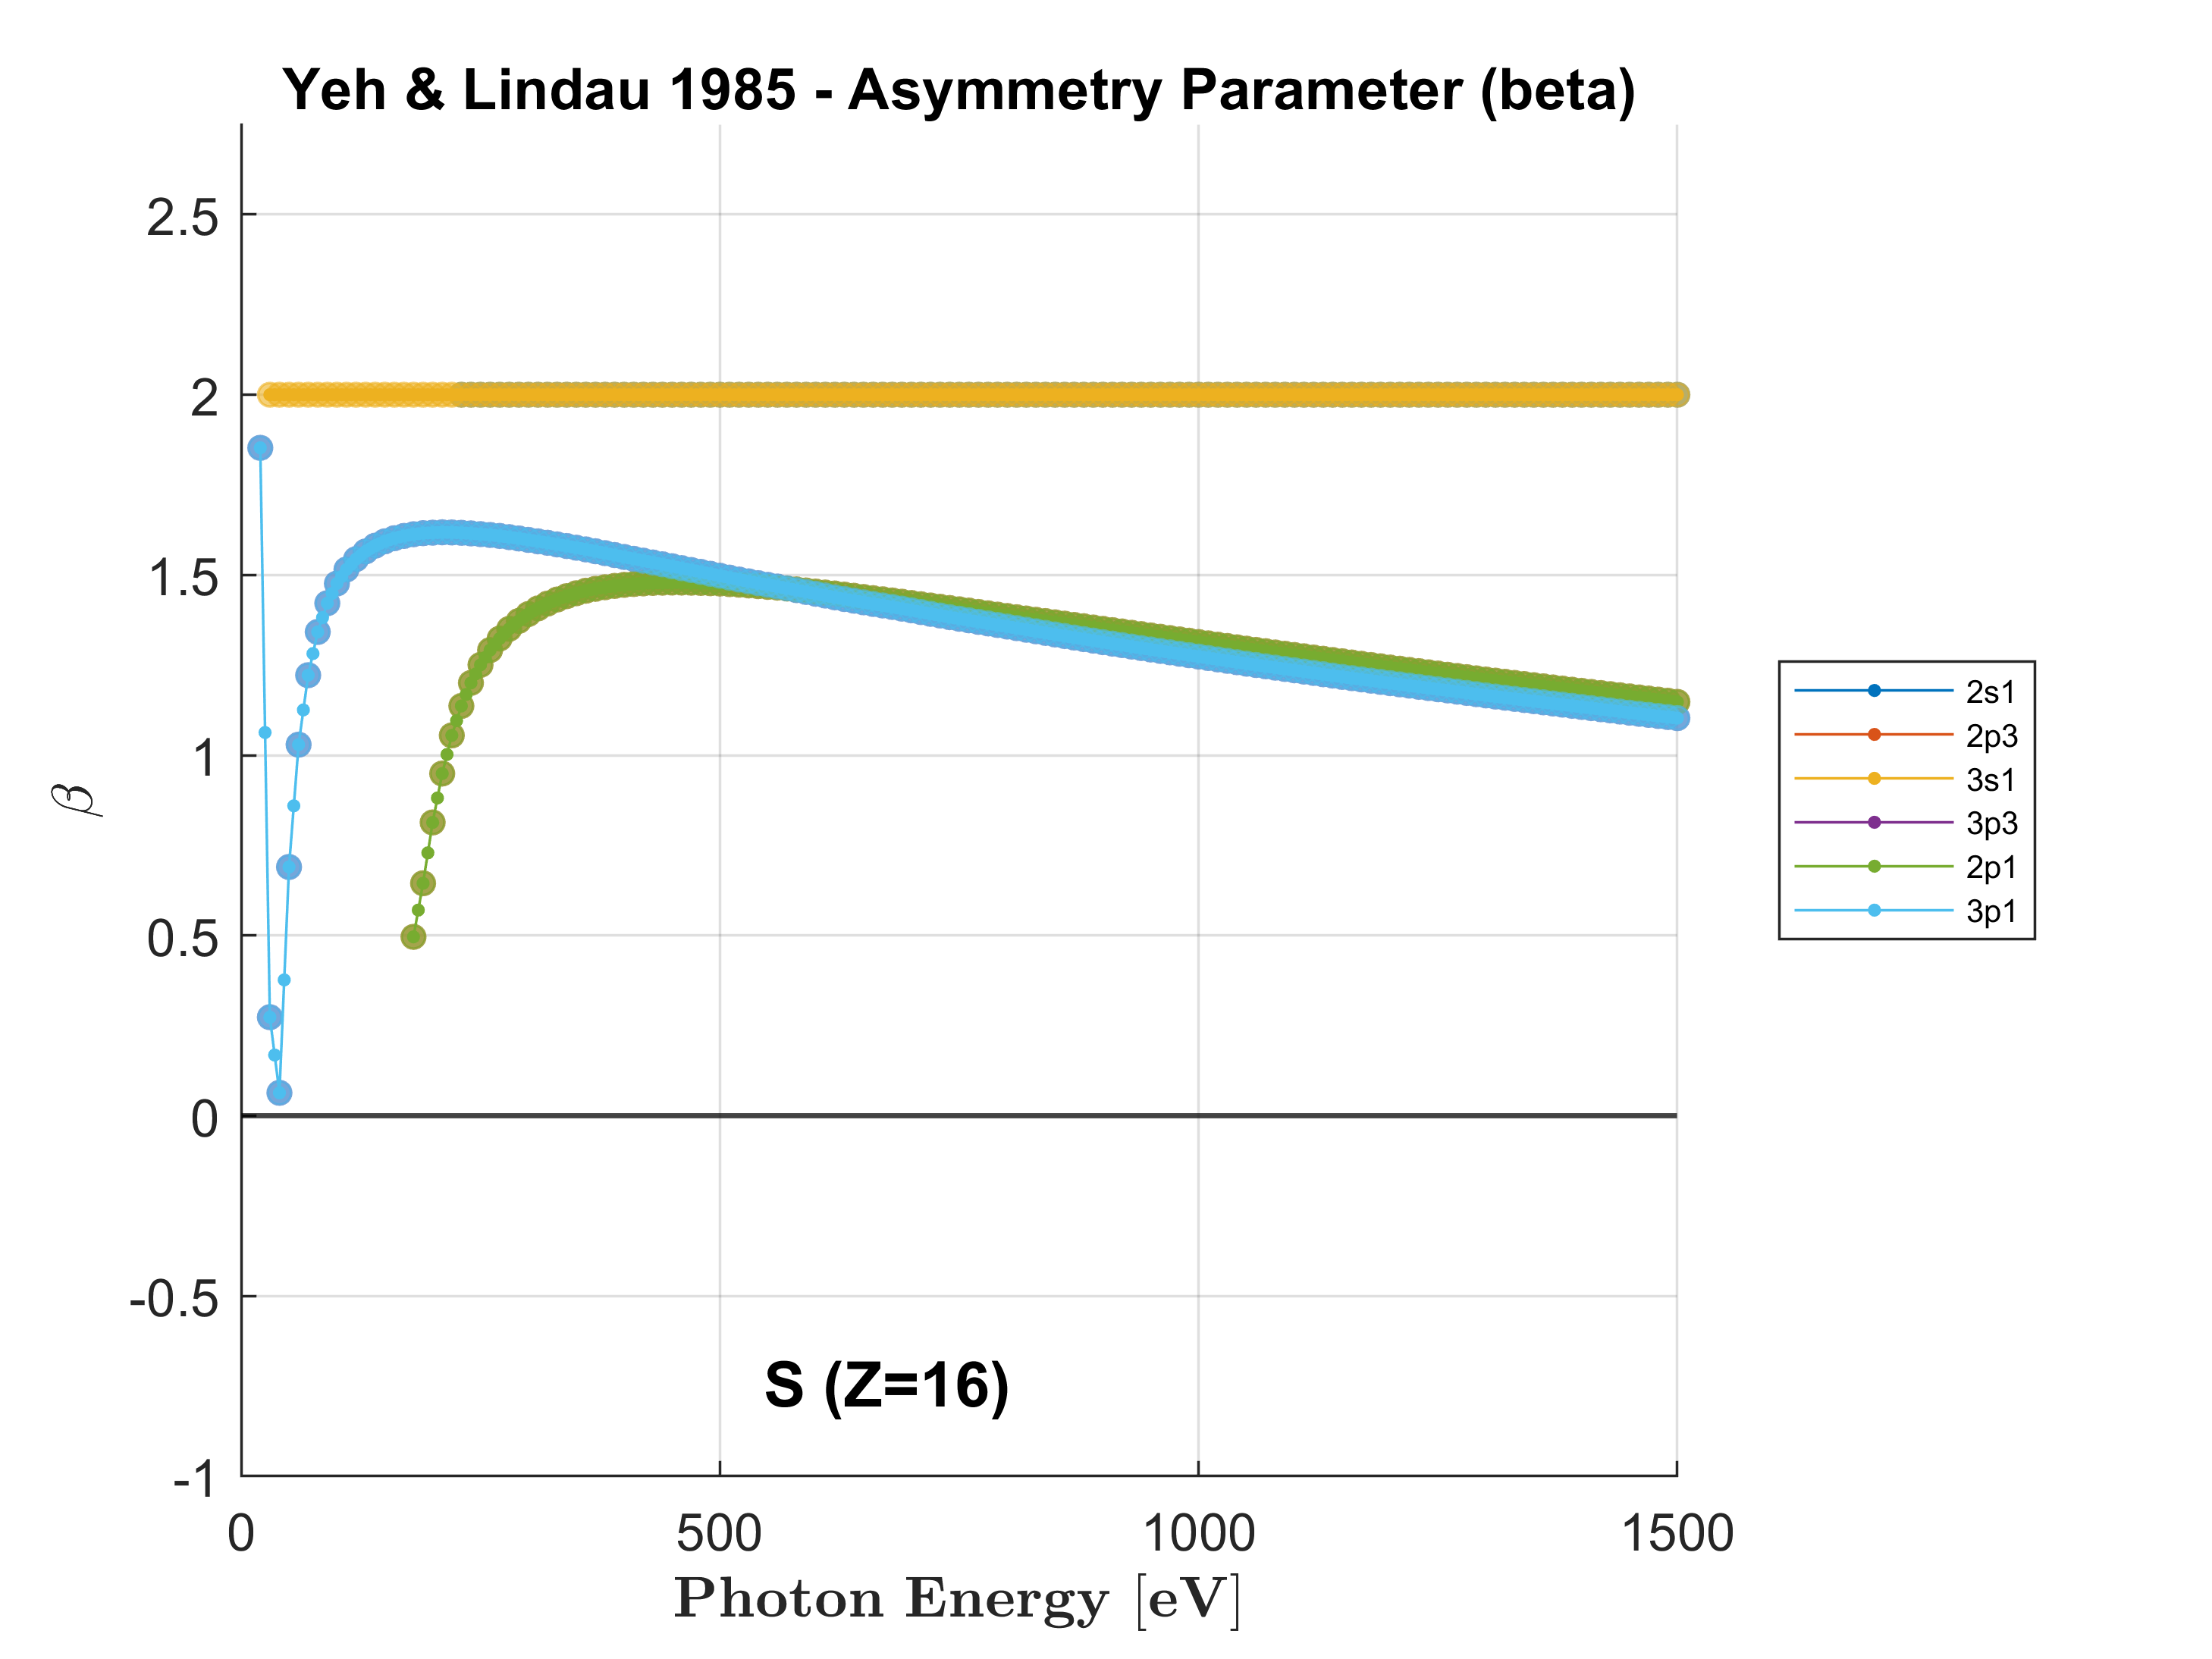 Yeh & Lindau 1985 - Asymmetry Parameter (beta)
2.5
2
1.5
1
0.5
0
-0.5
-1
β
0 500 1000 1500
Photon Energy [eV]
S (Z=16)
2s1
2p3
3s1
3p3
2p1
3p1